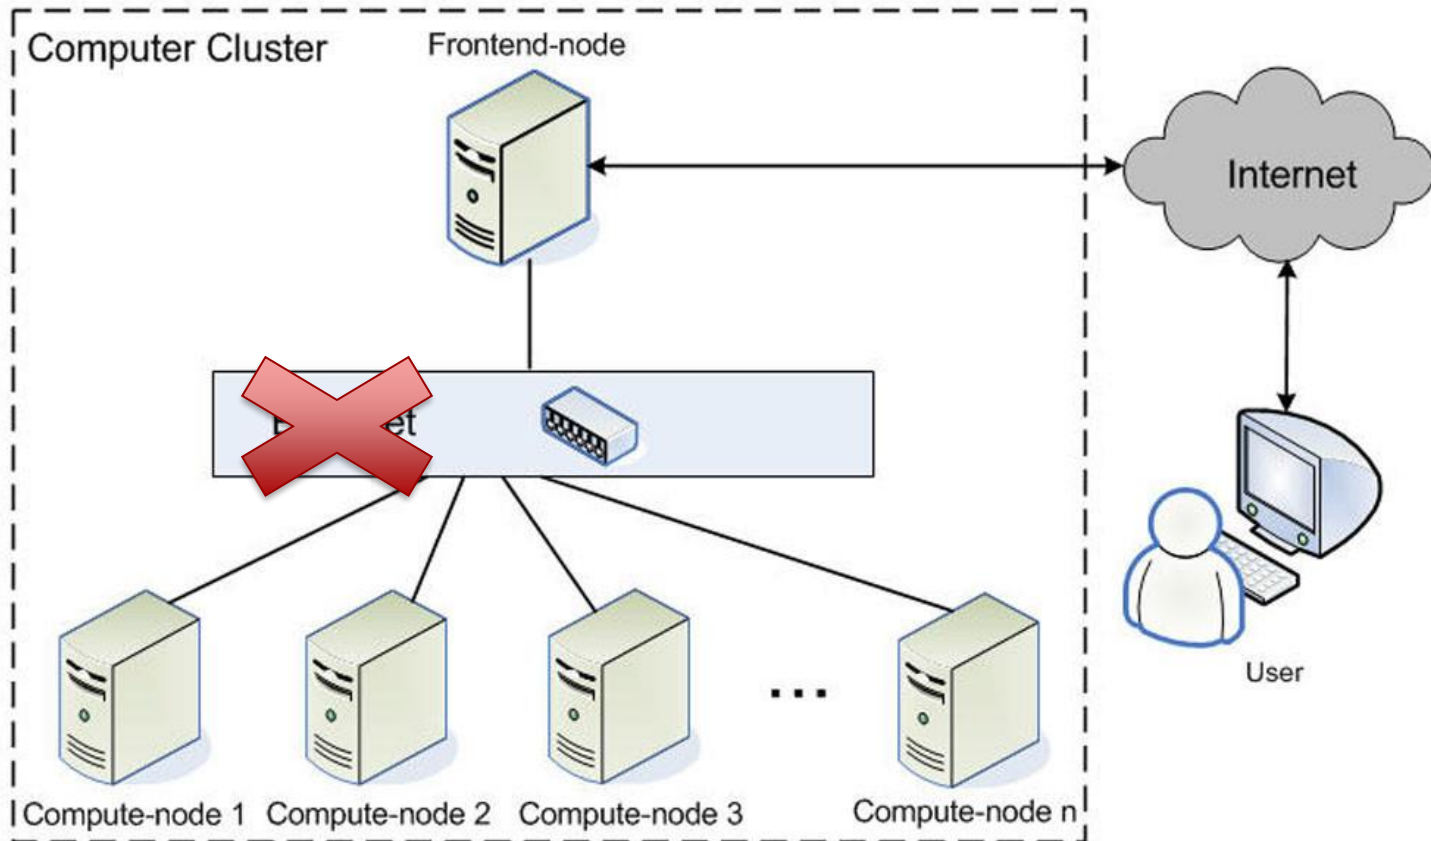 Computer Cluster
Frontend-node
Internet
User
Compute-node 1
Compute-node 2
Compute-node 3
...
Compute-node n